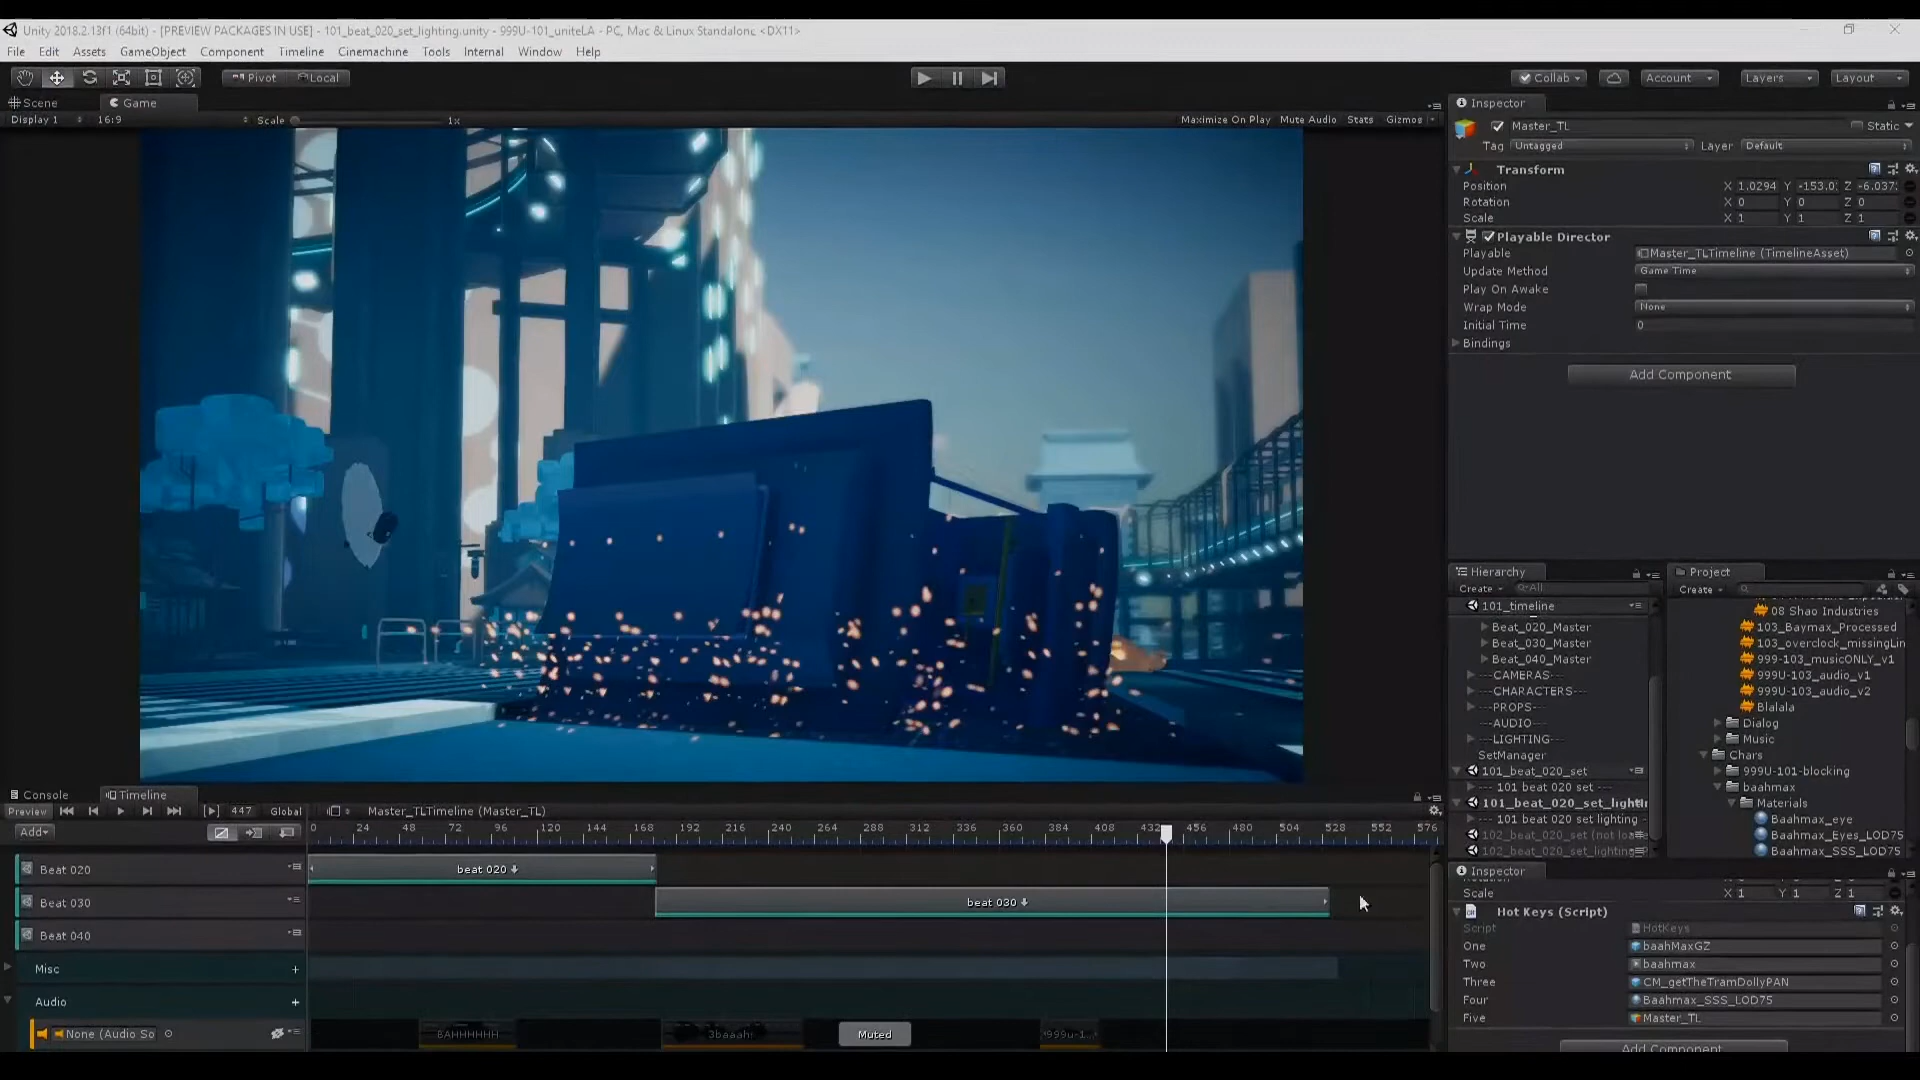 Unity 2018.2.13f1 (64bit) - [PREVIEW PACKAGES IN USE] - 101_beat_020_set_lighting.unity - 999U-101_uniteLA - PC, Mac & Linux Standalone <DX11>
File Edit Assets GameObject Component Timeline Cinemachine Tools Internal Window Help
Pivot Local Collab Account Layers Layout
Scene Game
Display 1 16:9 Scale 1x Maximize On Play Mute Audio Stats Gizmos
Inspector
Master_TL Static
Tag Untagged Layer Default
Transform
Position X 1.0294 Y -153.0 Z -6.037
Rotation X 0 Y 0 Z 0
Scale X 1 Y 1 Z 1
Playable Director
Playable Master_TLTimeline (TimelineAsset)
Update Method Game Time
Play On Awake
Wrap Mode None
Initial Time 0
Bindings
Add Component
Hierarchy
Create All
101_timeline
Beat_020_Master
Beat_030_Master
Beat_040_Master
---CAMERAS---
---CHARACTERS---
---PROPS---
---AUDIO---
---LIGHTING---
SetManager
101_beat_020_set
--- 101 beat 020 set ---
101_beat_020_set_lightin
--- 101 beat 020 set lighting -
102_beat_020_set (not loa
102_beat_020_set_lighting
Project
Create
08 Shao Industries
103_Baymax_Processed
103_overclock_missingLin
999-103_musicONLY_v1
999U-103_audio_v1
999U-103_audio_v2
Blalala
Dialog
Music
Chars
999U-101-blocking
baahmax
Materials
Baahmax_eye
Baahmax_Eyes_LOD75
Baahmax_SSS_LOD75
Console Timeline
Preview 447 Global Master_TLTimeline (Master_TL)
Add
0 24 48 72 96 120 144 168 192 216 240 264 288 312 336 360 384 408 432 456 480 504 528 552 576
Beat 020 beat 020
Beat 030 beat 030
Beat 040
Misc
Audio
None (Audio So BAHHHHHH 3baaah Muted 999u-1...
Inspector
Scale X 1 Y 1 Z 1
Hot Keys (Script)
Script HotKeys
One baahMaxGZ
Two baahmax
Three CM_getTheTramDollyPAN
Four Baahmax_SSS_LOD75
Five Master_TL
Add Component